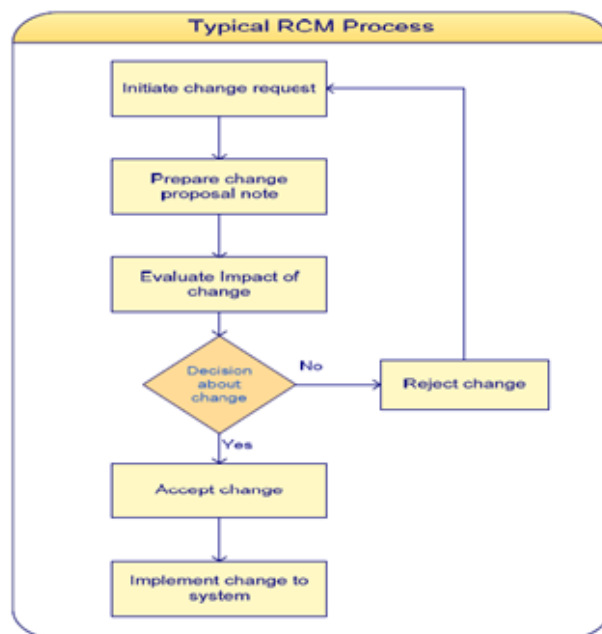 Typical RCM Process
Initiate change request
Prepare change
proposal note
Evaluate Impact of
change
Decision
about
change
No
Reject change
Yes
Accept change
Implement change to
system